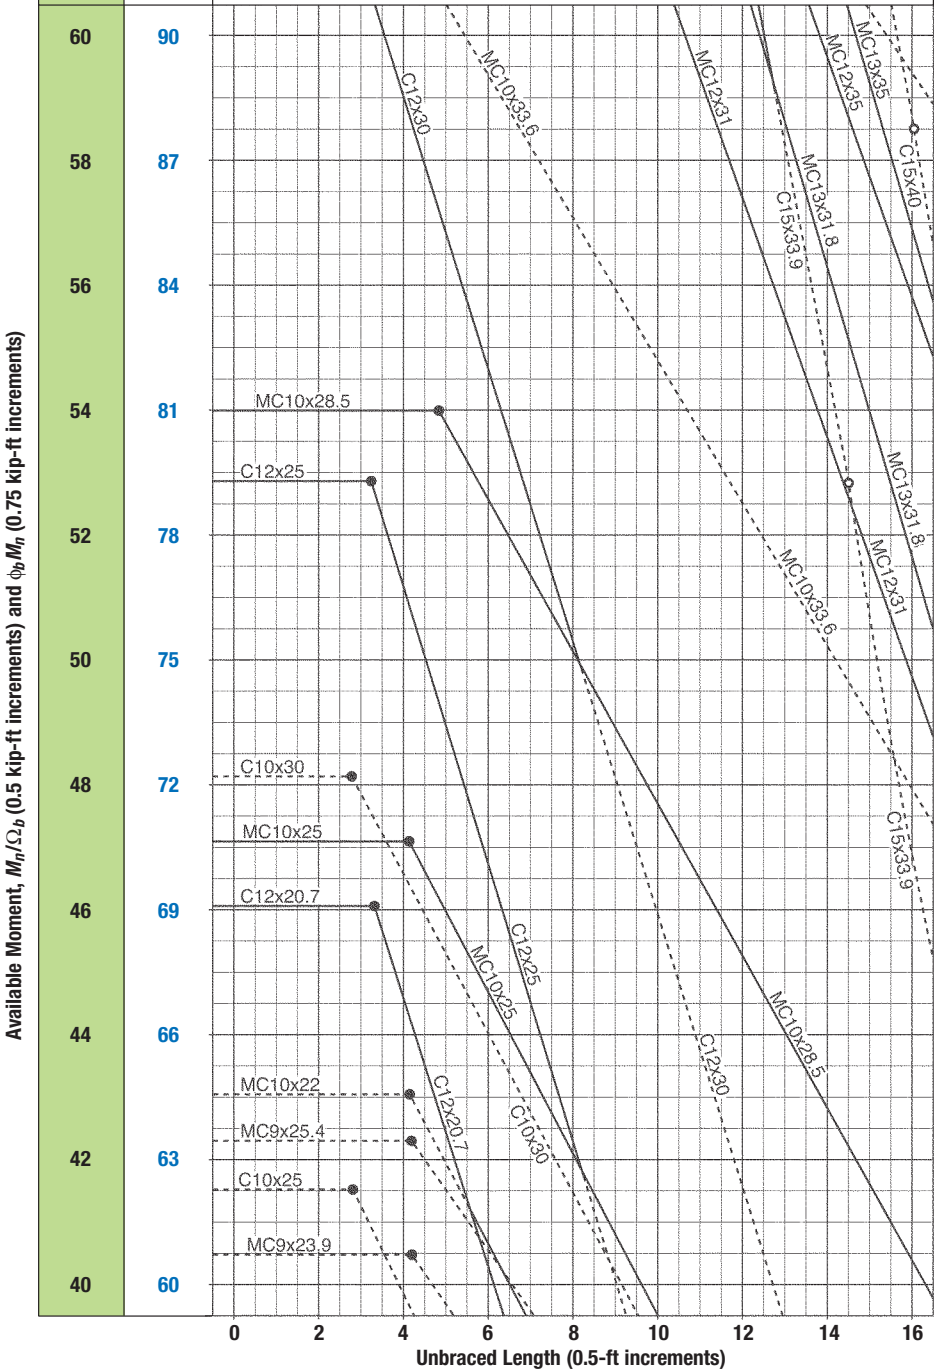 Available Moment, Mn/Ωb (0.5 kip-ft increments) and ϕbMn (0.75 kip-ft increments)
60 90
58 87
56 84
54 81
52 78
50 75
48 72
46 69
44 66
42 63
40 60
C12x30
MC10x33.6
MC12x31
MC12x35
MC13x35
C15x40
MC13x31.8
C15x33.9
MC10x28.5
C12x25
MC13x31.8
MC12x31
MC10x33.6
C10x30
MC10x25
C15x33.9
C12x20.7
C12x25
MC10x25
MC10x28.5
C12x30
MC10x22
C12x20.7
C10x30
MC9x25.4
C10x25
MC9x23.9
0 2 4 6 8 10 12 14 16
Unbraced Length (0.5-ft increments)